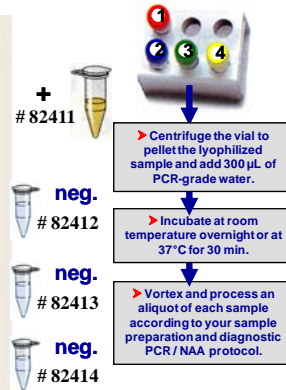 1
2 3 4
+
# 82411
➤ Centrifuge the vial to
pellet the lyophilized
sample and add 300 µL of
PCR-grade water.
neg.
# 82412
➤ Incubate at room
temperature overnight or at
37°C for 30 min.
neg.
# 82413
➤ Vortex and process an
aliquot of each sample
according to your sample
preparation and diagnostic
PCR / NAA protocol.
neg.
# 82414